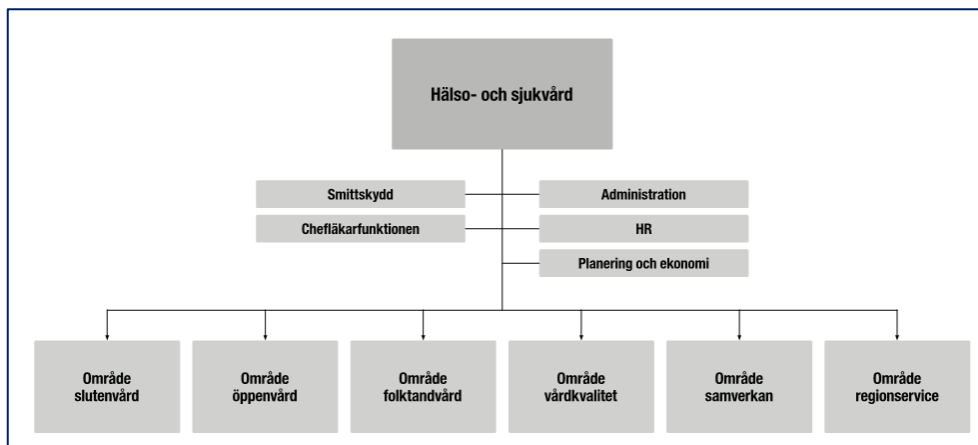 Hälso- och sjukvård
Smittskydd
Administration
Chefläkarfunktionen
HR
Planering och ekonomi
Område
slutenvård
Område
öppenvård
Område
folktandvård
Område
vårdkvalitet
Område
samverkan
Område
regionservice